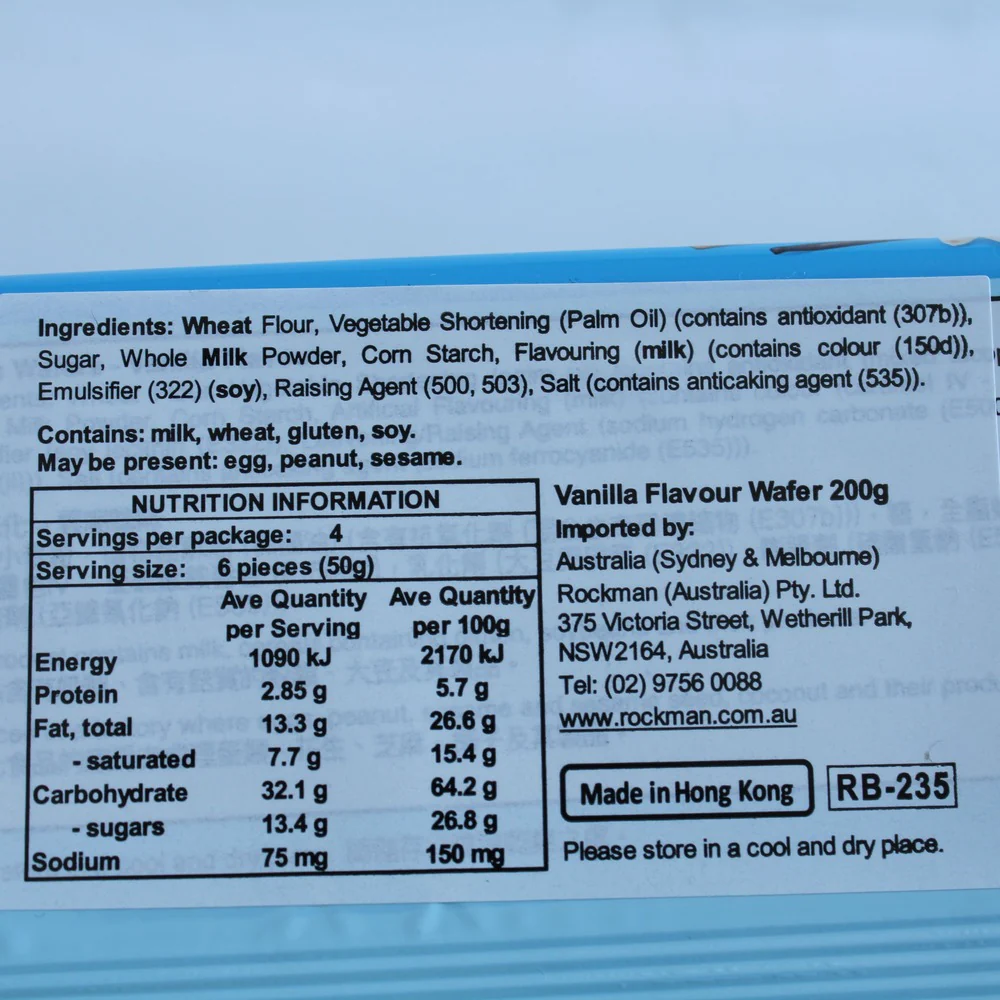 Ingredients: Wheat Flour, Vegetable Shortening (Palm Oil) (contains antioxidant (307b)),
Sugar, Whole Milk Powder, Corn Starch, Flavouring (milk) (contains colour (150d)),
Emulsifier (322) (soy), Raising Agent (500, 503), Salt (contains anticaking agent (535)).
Contains: milk, wheat, gluten, soy.
May be present: egg, peanut, sesame.
NUTRITION INFORMATION
Servings per package: 4
Serving size: 6 pieces (50g)
Ave Quantity Ave Quantity
per Serving per 100g
Energy 1090 kJ 2170 kJ
Protein 2.85 g 5.7 g
Fat, total 13.3 g 26.6 g
- saturated 7.7 g 15.4 g
Carbohydrate 32.1 g 64.2 g
- sugars 13.4 g 26.8 g
Sodium 75 mg 150 mg
Vanilla Flavour Wafer 200g
Imported by:
Australia (Sydney & Melbourne)
Rockman (Australia) Pty. Ltd.
375 Victoria Street, Wetherill Park,
NSW2164, Australia
Tel: (02) 9756 0088
www.rockman.com.au
Made in Hong Kong
RB-235
Please store in a cool and dry place.